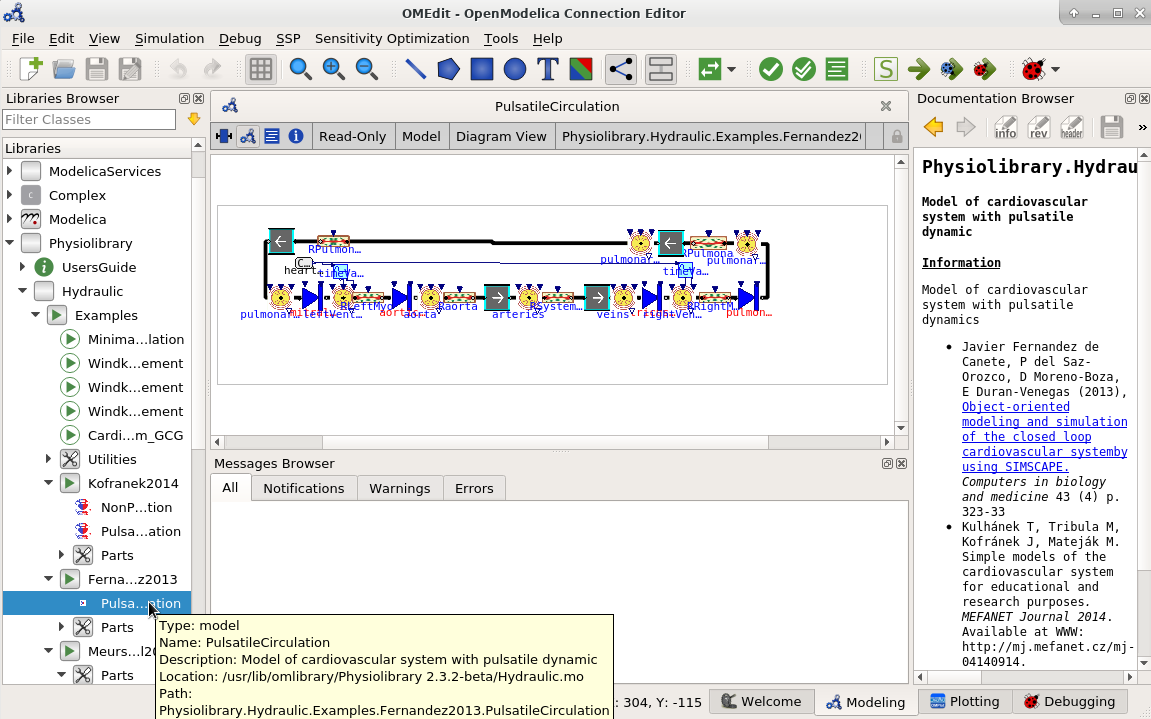 OMEdit - OpenModelica Connection Editor
File Edit View Simulation Debug SSP Sensitivity Optimization Tools Help
Libraries Browser
Filter Classes
Libraries
ModelicaServices
Complex
Modelica
Physiolibrary
UsersGuide
Hydraulic
Examples
Minima...lation
Windk...ement
Windk...ement
Windk...ement
Cardi...m_GCG
Utilities
Kofranek2014
NonP...tion
Pulsa...ation
Parts
Ferna...z2013
Pulsa...ation
Parts
Meurs...l20
Parts
PulsatileCirculation
Read-Only Model Diagram View Physiolibrary.Hydraulic.Examples.Fernandez2
RPulmon…
pulmonaY… pulmonaY…
heart
timeVa… timeVa…
pulmonar… aorta arteries veins rightVen… pulmon…
Raorta RSystem… RRightM…
Messages Browser
All Notifications Warnings Errors
Type: model
Name: PulsatileCirculation
Description: Model of cardiovascular system with pulsatile dynamic
Location: /usr/lib/omlibrary/Physiolibrary 2.3.2-beta/Hydraulic.mo
Path:
Physiolibrary.Hydraulic.Examples.Fernandez2013.PulsatileCirculation
: 304, Y: -115 Welcome Modeling Plotting Debugging
Documentation Browser
info rev header
Physiolibrary.Hydrau
Model of cardiovascular
system with pulsatile
dynamic
Information
Model of cardiovascular
system with pulsatile
dynamics
Javier Fernandez de
Canete, P del Saz-
Orozco, D Moreno-Boza,
E Duran-Venegas (2013),
Object-oriented
modeling and simulation
of the closed loop
cardiovascular systemby
using SIMSCAPE.
Computers in biology
and medicine 43 (4) p.
323-33
Kulhánek T, Tribula M,
Kofránek J, Mateják M.
Simple models of the
cardiovascular system
for educational and
research purposes.
MEFANET Journal 2014.
Available at WWW:
http://mj.mefanet.cz/mj-
04140914.